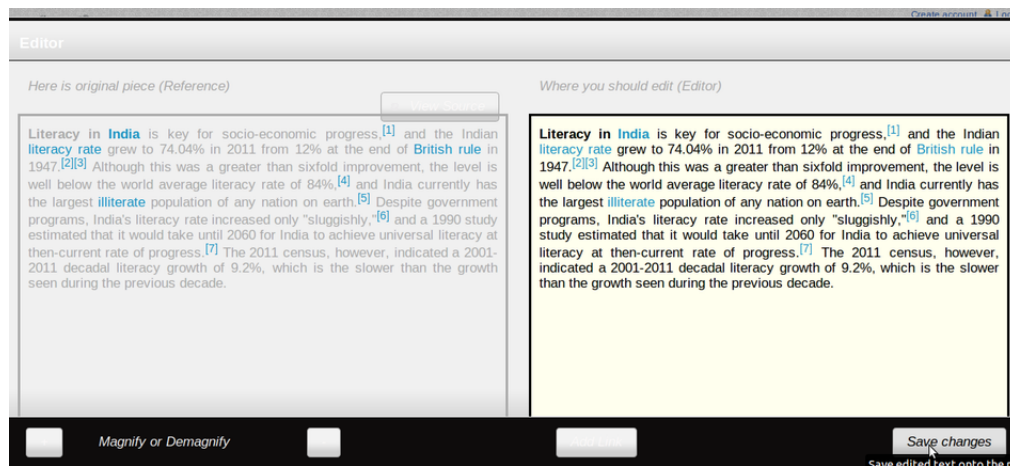 Create account
Editor
Here is original piece (Reference)
Where you should edit (Editor)
View Source
Literacy in India is key for socio-economic progress,[1] and the Indian
literacy rate grew to 74.04% in 2011 from 12% at the end of British rule in
1947.[2][3] Although this was a greater than sixfold improvement, the level is
well below the world average literacy rate of 84%,[4] and India currently has
the largest illiterate population of any nation on earth.[5] Despite government
programs, India's literacy rate increased only "sluggishly,"[6] and a 1990 study
estimated that it would take until 2060 for India to achieve universal literacy at
then-current rate of progress.[7] The 2011 census, however, indicated a 2001-
2011 decadal literacy growth of 9.2%, which is the slower than the growth
seen during the previous decade.
Literacy in India is key for socio-economic progress,[1] and the Indian
literacy rate grew to 74.04% in 2011 from 12% at the end of British rule in
1947.[2][3] Although this was a greater than sixfold improvement, the level is
well below the world average literacy rate of 84%,[4] and India currently has
the largest illiterate population of any nation on earth.[5] Despite government
programs, India's literacy rate increased only "sluggishly,"[6] and a 1990
study estimated that it would take until 2060 for India to achieve universal
literacy at then-current rate of progress.[7] The 2011 census, however,
indicated a 2001-2011 decadal literacy growth of 9.2%, which is the slower
than the growth seen during the previous decade.
Magnify or Demagnify
Add Link
Save changes
Save edited text onto the